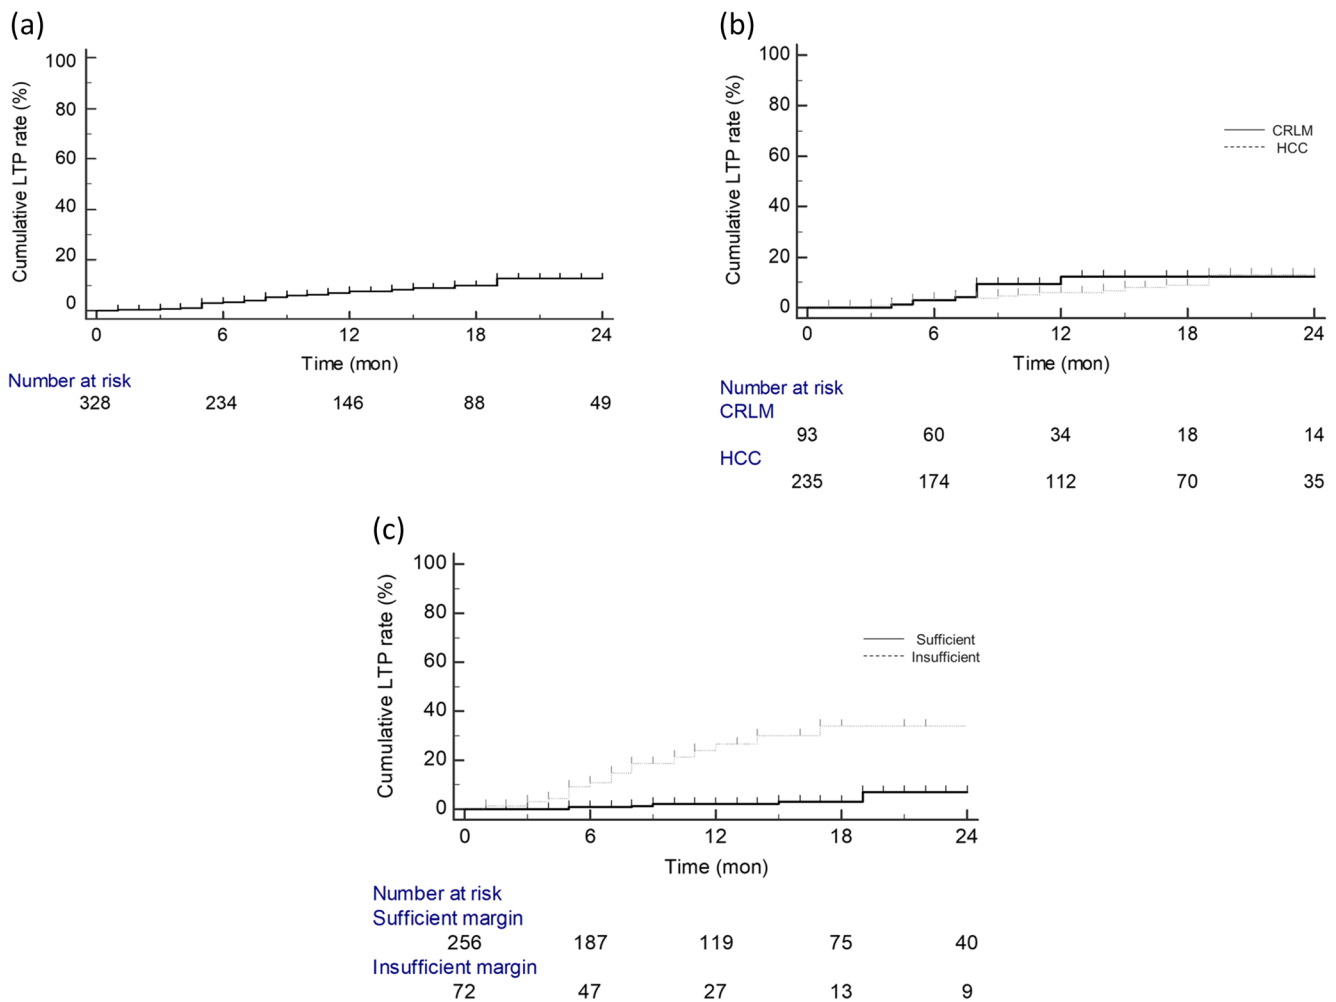 (a)
Cumulative LTP rate (%)
100
80
60
40
20
0
0 6 12 18 24
Time (mon)
Number at risk
328 234 146 88 49
(b)
Cumulative LTP rate (%)
100
80
60
40
20
0
CRLM
HCC
0 6 12 18 24
Time (mon)
Number at risk
CRLM
93 60 34 18 14
HCC
235 174 112 70 35
(c)
Cumulative LTP rate (%)
100
80
60
40
20
0
Sufficient
Insufficient
0 6 12 18 24
Time (mon)
Number at risk
Sufficient margin
256 187 119 75 40
Insufficient margin
72 47 27 13 9